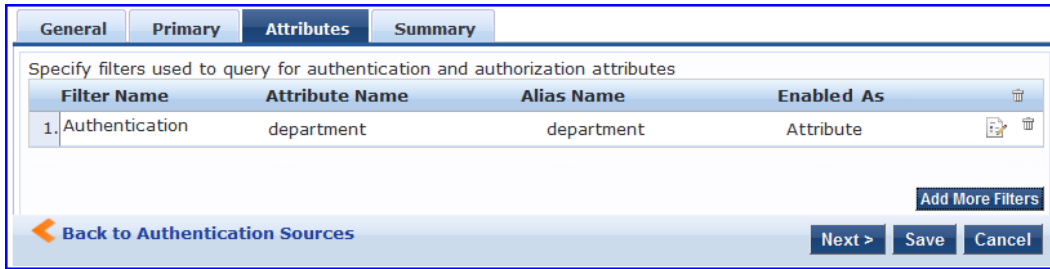 General Primary Attributes Summary
Specify filters used to query for authentication and authorization attributes
Filter Name Attribute Name Alias Name Enabled As
1. Authentication department department Attribute
Add More Filters
Back to Authentication Sources
Next > Save Cancel